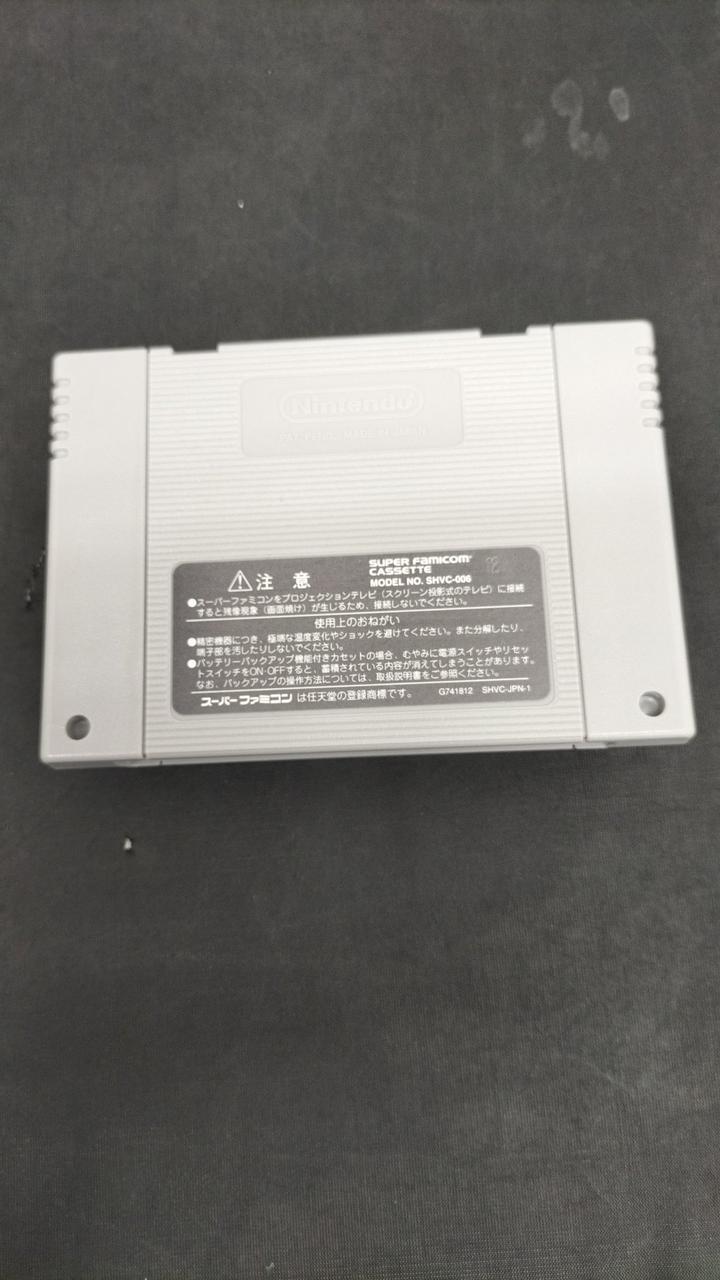 Nintendo
PAT. PEND. MADE IN JAPAN
注 意
SUPER FAMICOM
CASSETTE
MODEL NO. SHVC-006
●スーパーファミコンをプロジェクションテレビ(スクリーン投影式のテレビ)に接続
すると残像現象(画面焼け)が生じるため、接続しないでください。
使用上のおねがい
●精密機器につき、極端な温度変化やショックを避けてください。また分解したり、
端子部を汚したりしないでください。
●バッテリーバックアップ機能付きカセットの場合、むやみに電源スイッチやリセッ
トスイッチをON・OFFすると、蓄積されている内容が消えてしまうことがあります。
なお、バックアップの操作方法については、取扱説明書をご参照ください。
スーパーファミコン は任天堂の登録商標です。 G741812 SHVC-JPN-1